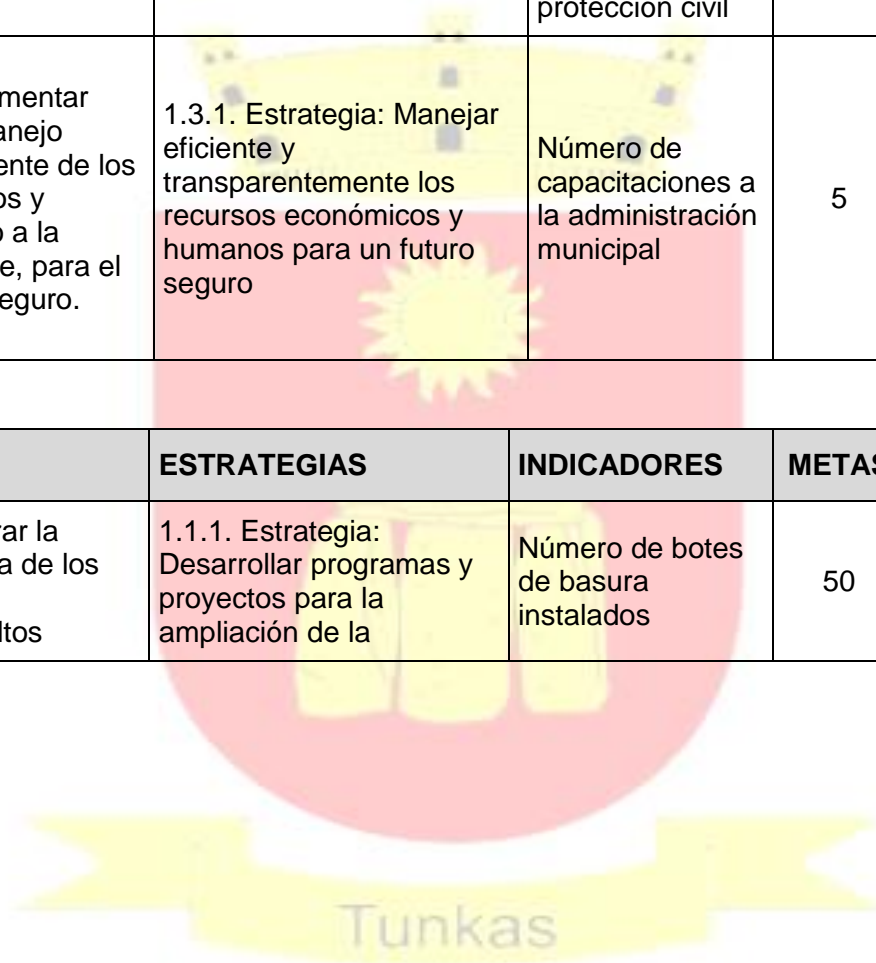 protección civil
mentar
anejo
ente de los
os y
o a la
e, para el
eguro.
1.3.1. Estrategia: Manejar
eficiente y
transparentemente los
recursos económicos y
humanos para un futuro
seguro
Número de
capacitaciones a
la administración
municipal
5
ESTRATEGIAS
INDICADORES
METAS
ar la
a de los
ltos
1.1.1. Estrategia:
Desarrollar programas y
proyectos para la
ampliación de la
Número de botes
de basura
instalados
50
Tunkas